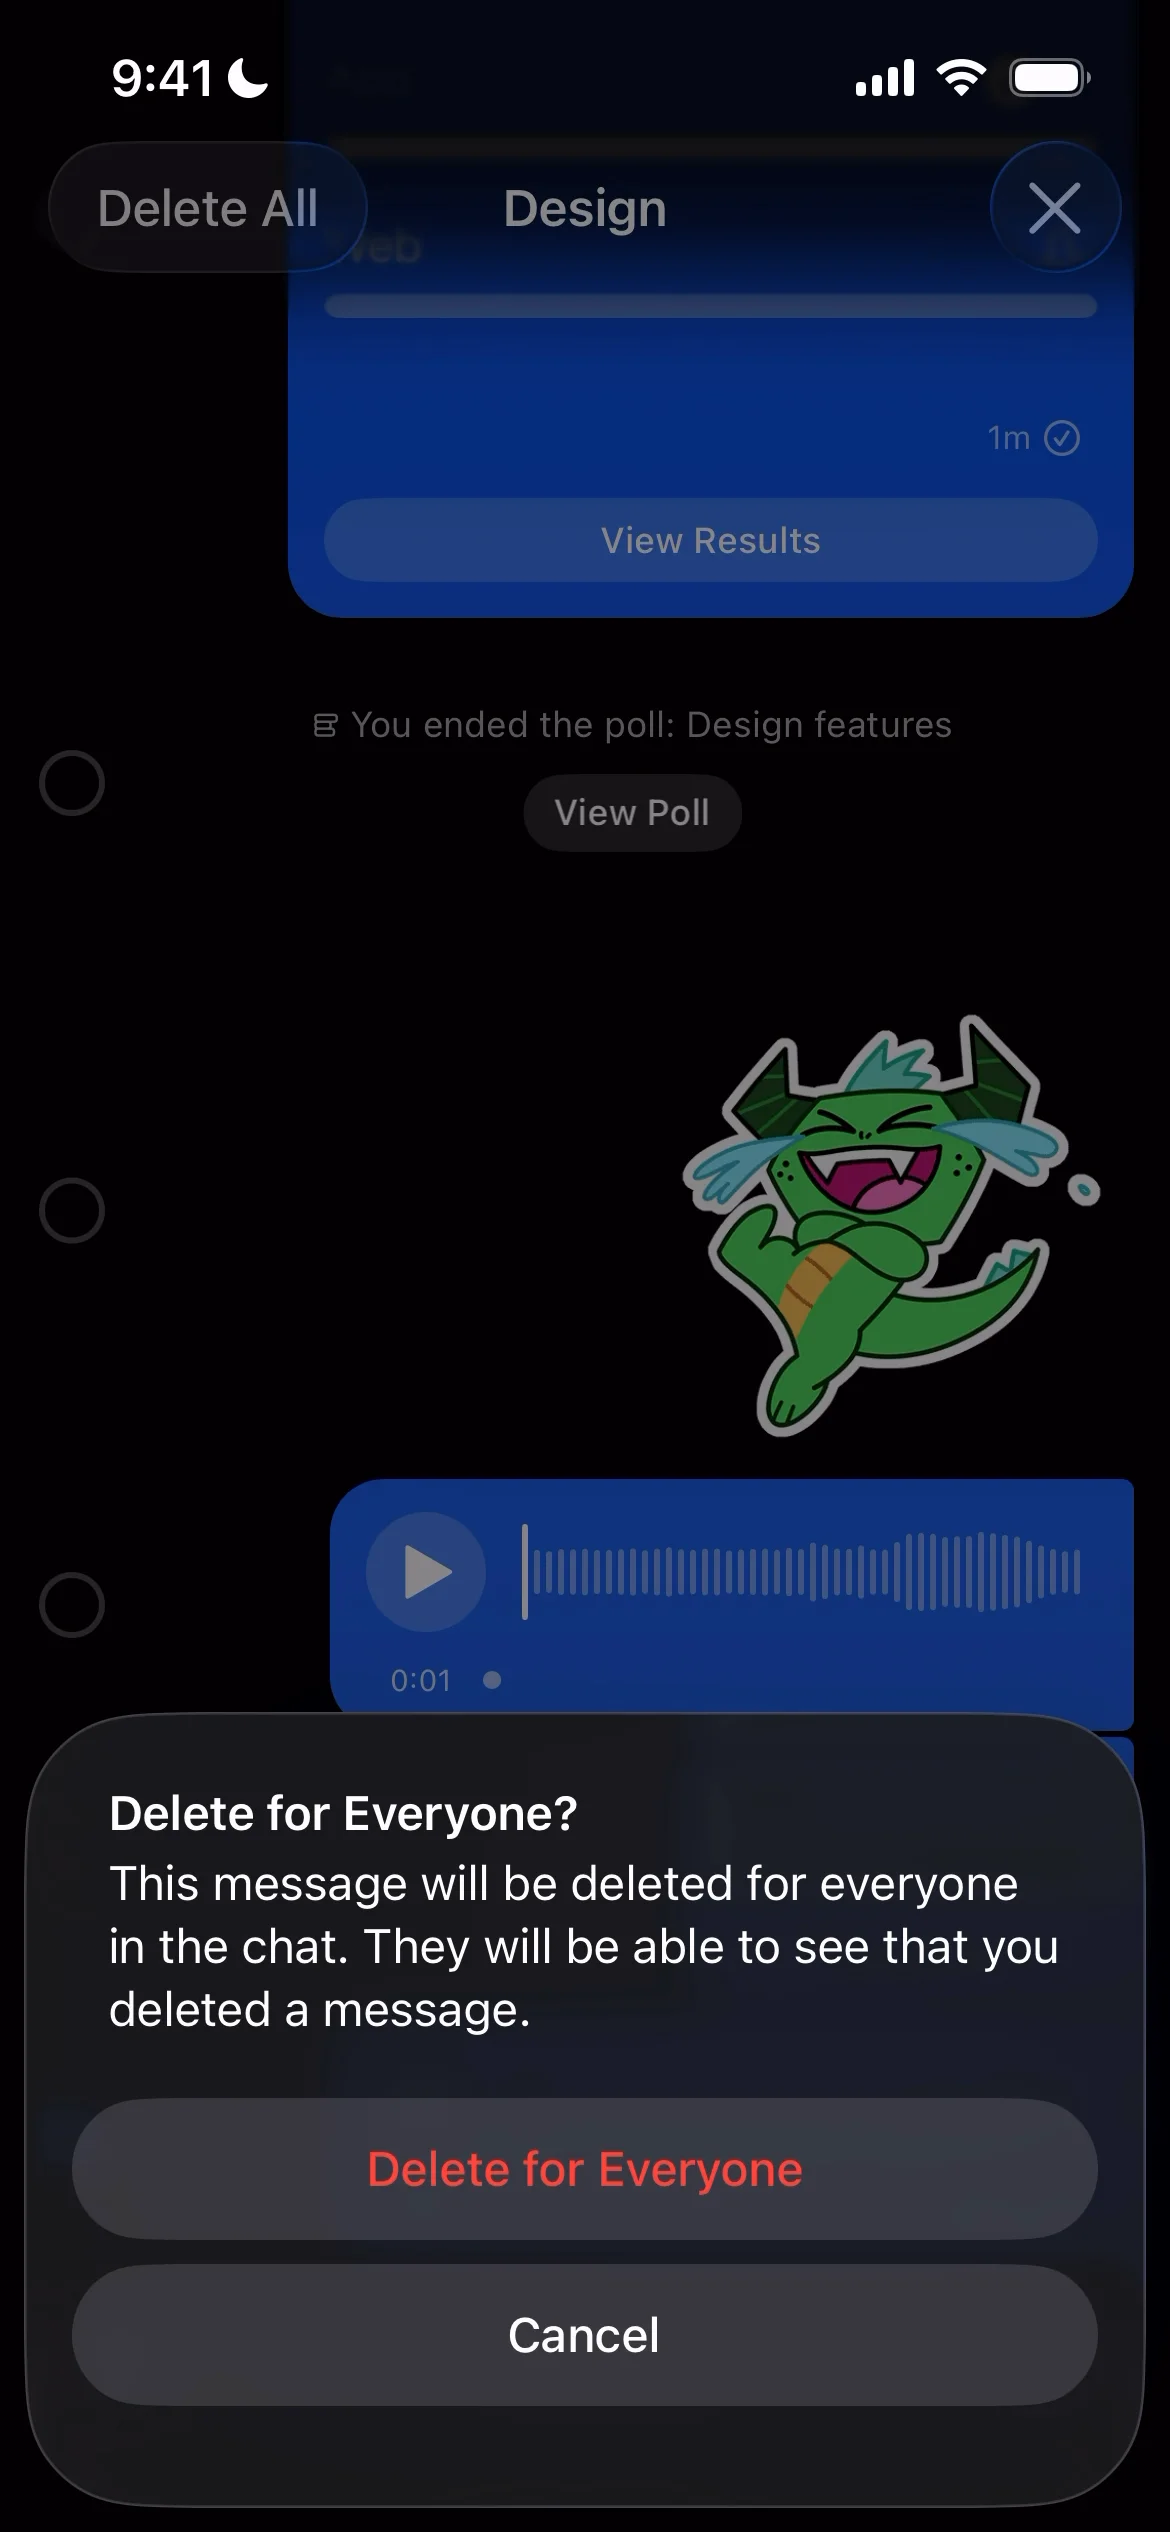 9:41
Delete All
Design
Web
1m
View Results
You ended the poll: Design features
View Poll
0:01
Delete for Everyone?
This message will be deleted for everyone
in the chat. They will be able to see that you
deleted a message.
Delete for Everyone
Cancel